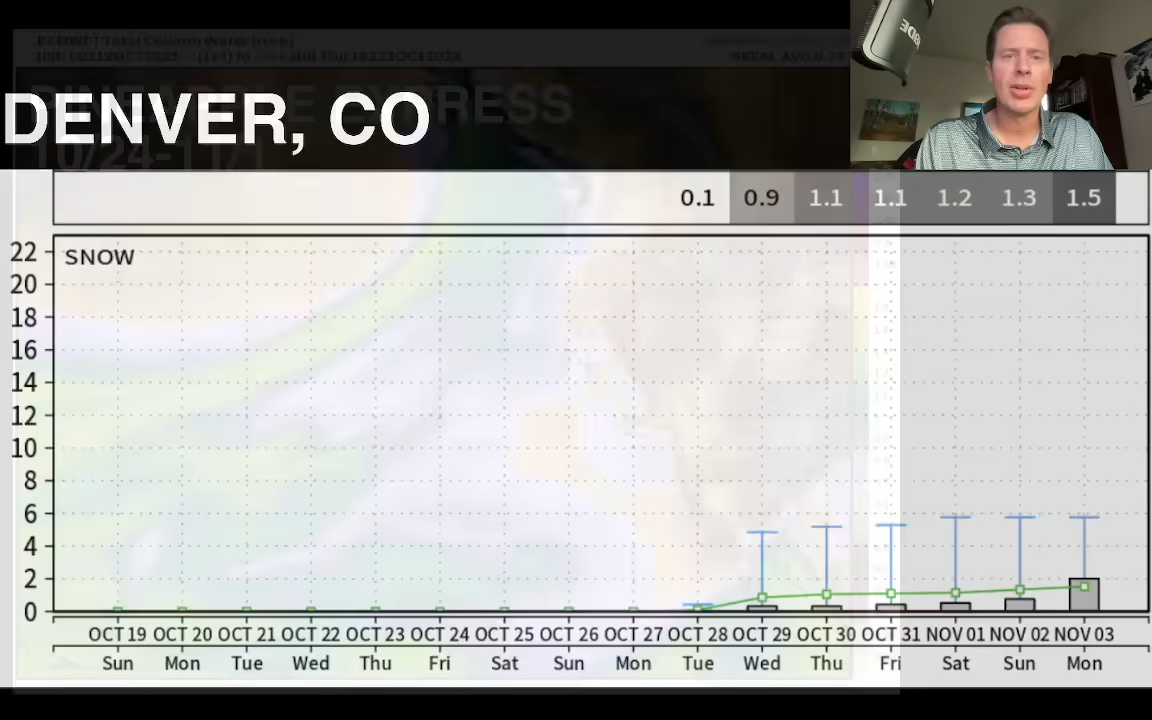 DENVER, CO
RESS
RODE
0.1 0.9 1.1 1.1 1.2 1.3 1.5
SNOW
22
20
18
16
14
12
10
8
6
4
2
0
OCT 19 OCT 20 OCT 21 OCT 22 OCT 23 OCT 24 OCT 25 OCT 26 OCT 27 OCT 28 OCT 29 OCT 30 OCT 31 NOV 01 NOV 02 NOV 03
Sun Mon Tue Wed Thu Fri Sat Sun Mon Tue Wed Thu Fri Sat Sun Mon